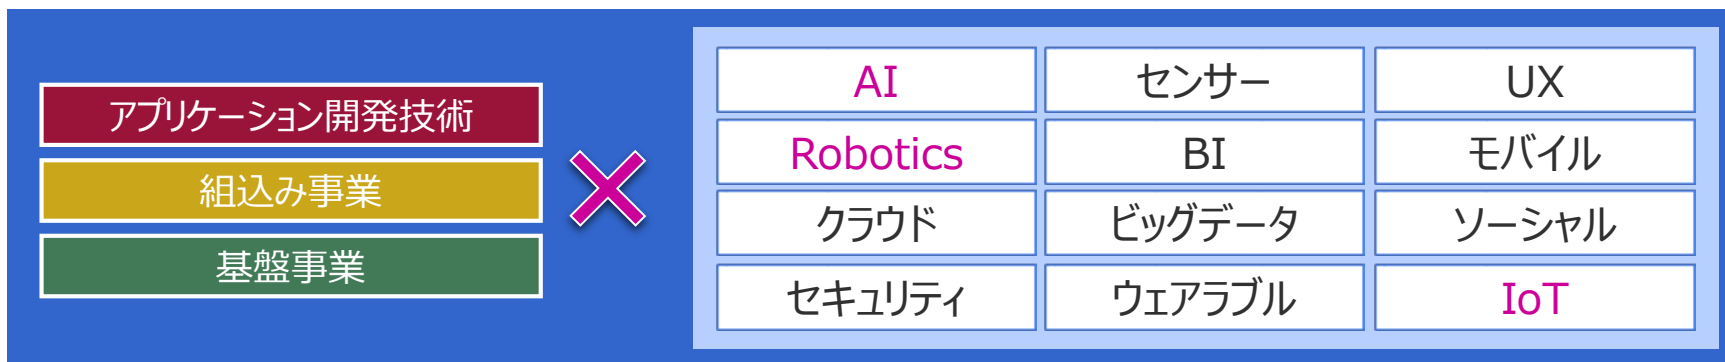 アプリケーション開発技術
組込み事業
基盤事業
×
AI
センサー
UX
Robotics
BI
モバイル
クラウド
ビッグデータ
ソーシャル
セキュリティ
ウェアラブル
IoT